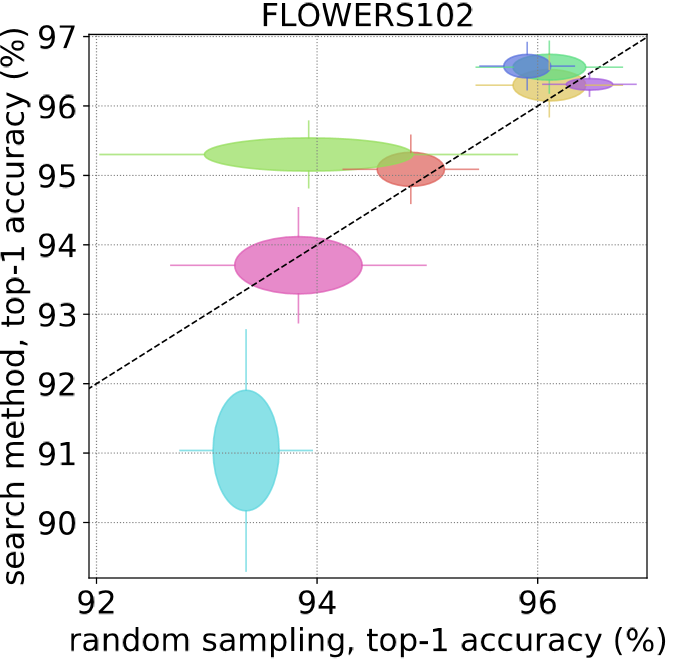 FLOWERS102
search method, top-1 accuracy (%)
97
96
95
94
93
92
91
90
92 94 96
random sampling, top-1 accuracy (%)